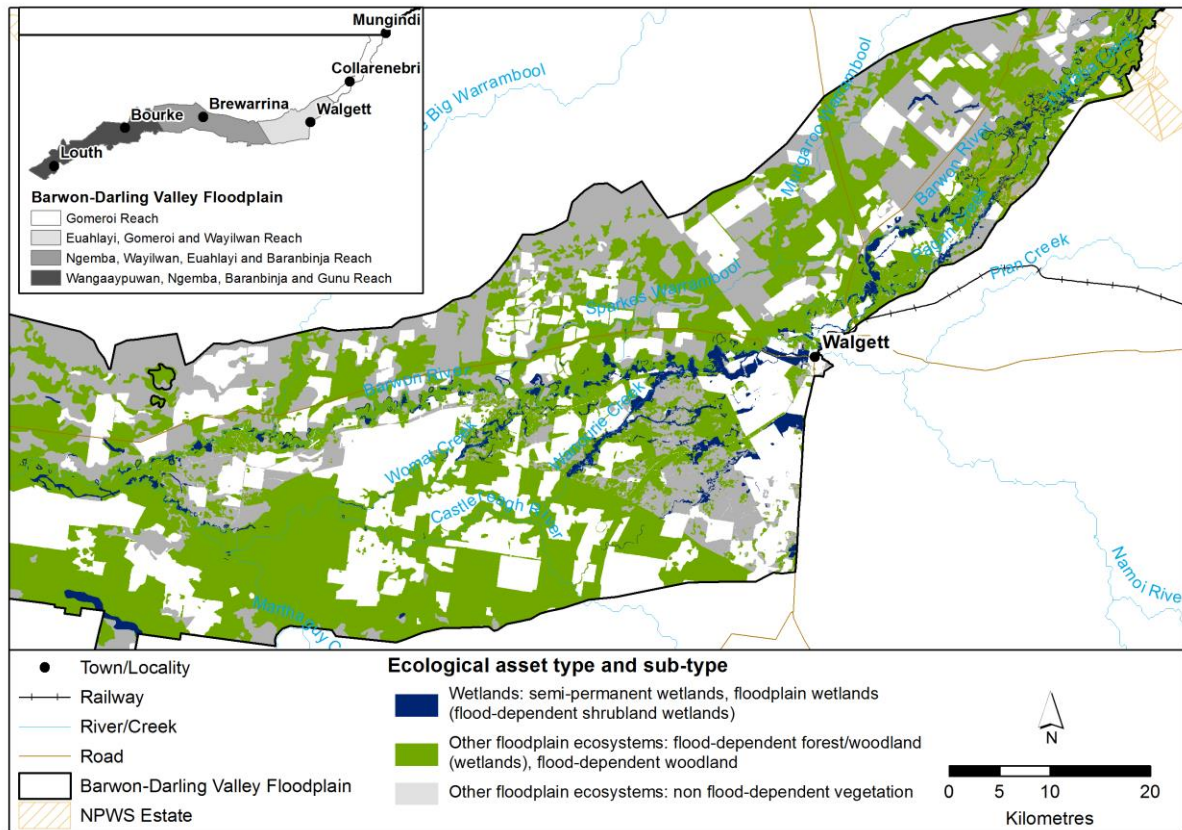 Mungindi
Collarenebri
Walgett
Brewarrina
Bourke
Louth
Barwon-Darling Valley Floodplain
Gomeroi Reach
Euahlayi, Gomeroi and Wayilwan Reach
Ngemba, Wayilwan, Euahlayi and Baranbinja Reach
Wangaaypuwan, Ngemba, Baranbinja and Gunu Reach
Big Warrambool
Warrambool
Barwon River
Creek
Pian Creek
Sparkes Warrambool
Walgett
Barwon River
Womat Creek
Creek
Castlereagh River
Marthaguy C
Namoi Rive
Town/Locality
Railway
River/Creek
Road
Barwon-Darling Valley Floodplain
NPWS Estate
Ecological asset type and sub-type
Wetlands: semi-permanent wetlands, floodplain wetlands
(flood-dependent shrubland wetlands)
Other floodplain ecosystems: flood-dependent forest/woodland
(wetlands), flood-dependent woodland
Other floodplain ecosystems: non flood-dependent vegetation
N
0 5 10 20
Kilometres